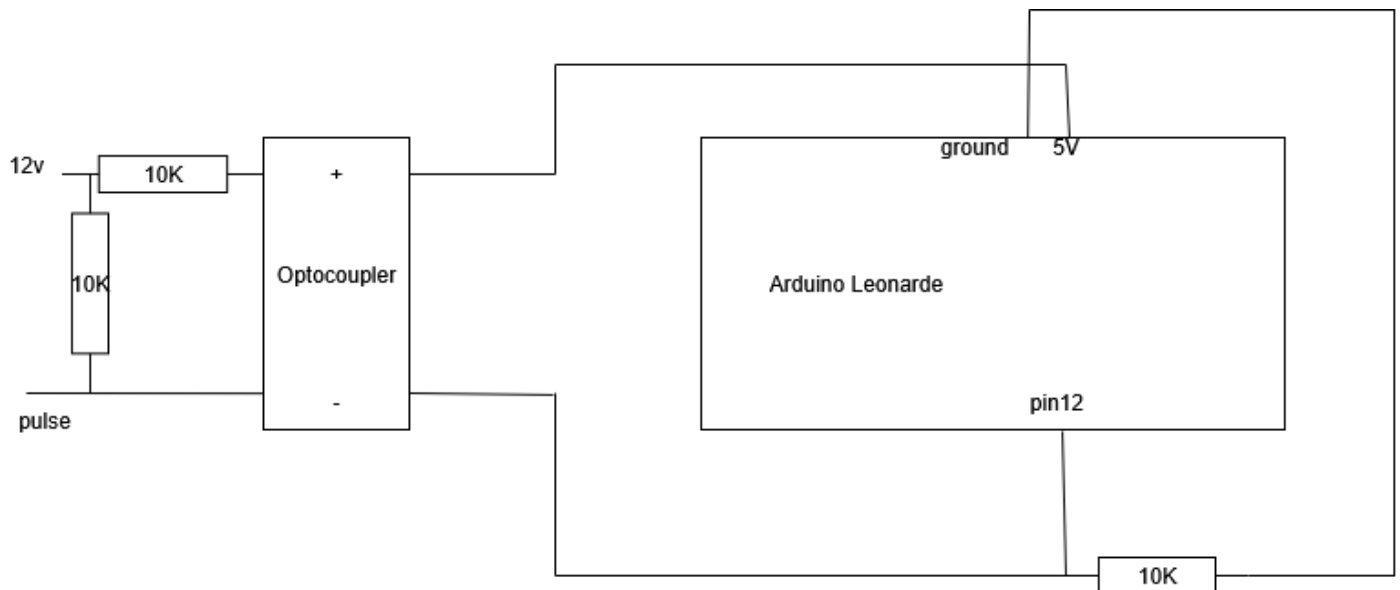 ground 5V
12v
10K
+
10K
Optocoupler
Arduino Leonarde
-
pin12
pulse
10K